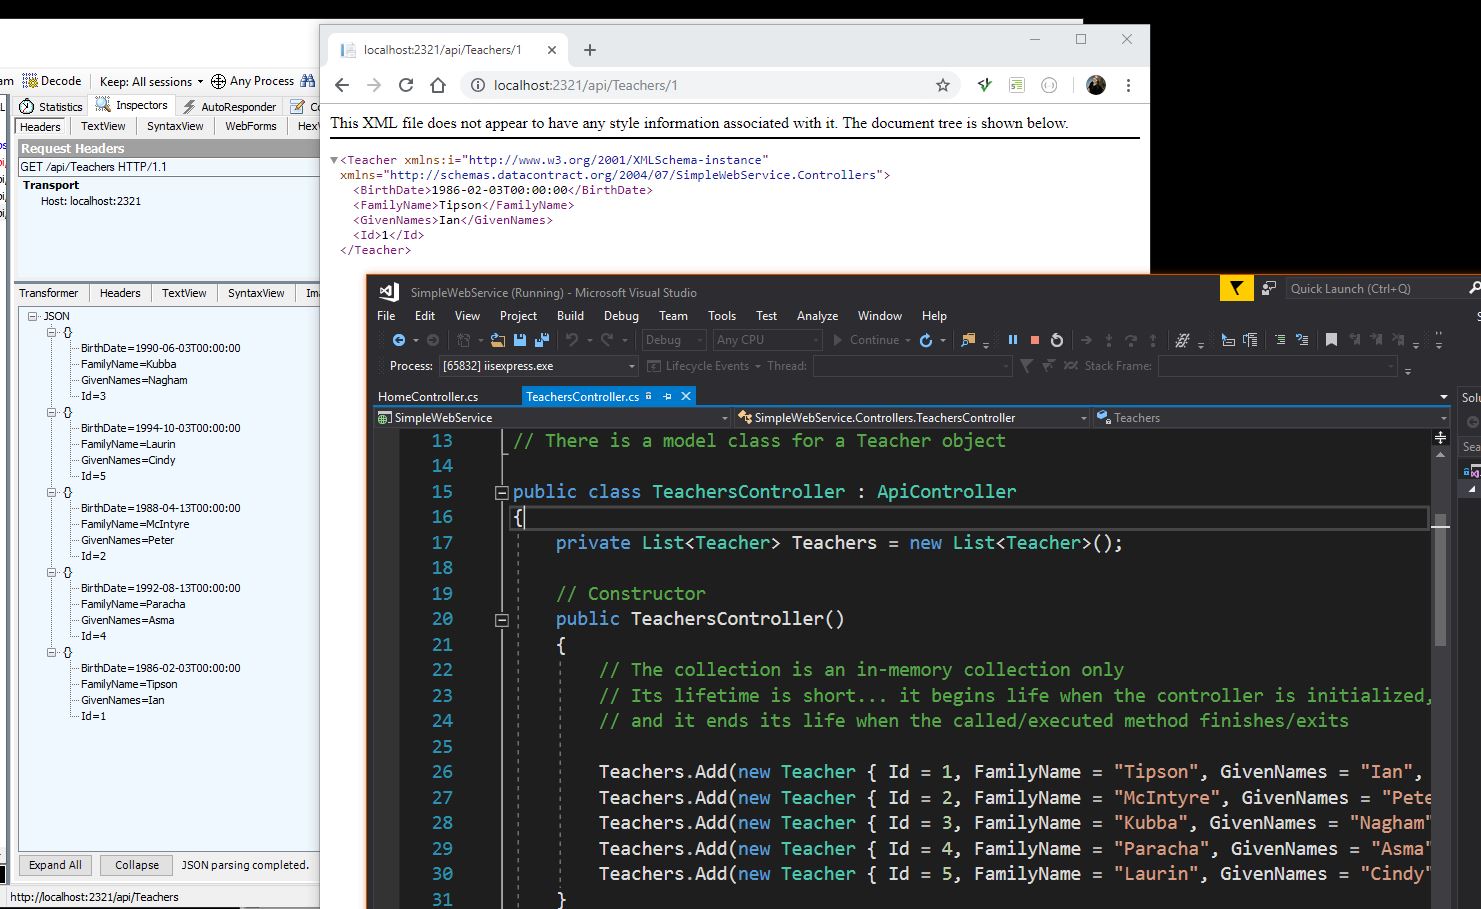 am Decode Keep: All sessions Any Process
Statistics Inspectors AutoResponder
Headers TextView SyntaxView WebForms
Request Headers
GET /api/Teachers HTTP/1.1
Transport
Host: localhost:2321
Transformer Headers TextView SyntaxView
JSON
{}
BirthDate=1990-06-03T00:00:00
FamilyName=Kubba
GivenNames=Nagham
Id=3
{}
BirthDate=1994-10-03T00:00:00
FamilyName=Laurin
GivenNames=Cindy
Id=5
{}
BirthDate=1988-04-13T00:00:00
FamilyName=McIntyre
GivenNames=Peter
Id=2
{}
BirthDate=1992-08-13T00:00:00
FamilyName=Paracha
GivenNames=Asma
Id=4
{}
BirthDate=1986-02-03T00:00:00
FamilyName=Tipson
GivenNames=Ian
Id=1
Expand All Collapse JSON parsing completed.
http://localhost:2321/api/Teachers
localhost:2321/api/Teachers/1
localhost:2321/api/Teachers/1
This XML file does not appear to have any style information associated with it. The document tree is shown below.
<Teacher xmlns:i="http://www.w3.org/2001/XMLSchema-instance"
xmlns="http://schemas.datacontract.org/2004/07/SimpleWebService.Controllers">
<BirthDate>1986-02-03T00:00:00</BirthDate>
<FamilyName>Tipson</FamilyName>
<GivenNames>Ian</GivenNames>
<Id>1</Id>
</Teacher>
SimpleWebService (Running) - Microsoft Visual Studio Quick Launch (Ctrl+Q)
File Edit View Project Build Debug Team Tools Test Analyze Window Help
Debug Any CPU Continue
Process: [65832] iisexpress.exe Lifecycle Events Thread: Stack Frame:
HomeController.cs TeachersController.cs
SimpleWebService SimpleWebService.Controllers.TeachersController Teachers
13 // There is a model class for a Teacher object
14
15 public class TeachersController : ApiController
16 {
17 private List<Teacher> Teachers = new List<Teacher>();
18
19 // Constructor
20 public TeachersController()
21 {
22 // The collection is an in-memory collection only
23 // Its lifetime is short... it begins life when the controller is initialized,
24 // and it ends its life when the called/executed method finishes/exits
25
26 Teachers.Add(new Teacher { Id = 1, FamilyName = "Tipson", GivenNames = "Ian",
27 Teachers.Add(new Teacher { Id = 2, FamilyName = "McIntyre", GivenNames = "Pete
28 Teachers.Add(new Teacher { Id = 3, FamilyName = "Kubba", GivenNames = "Nagham"
29 Teachers.Add(new Teacher { Id = 4, FamilyName = "Paracha", GivenNames = "Asma"
30 Teachers.Add(new Teacher { Id = 5, FamilyName = "Laurin", GivenNames = "Cindy"
31 }
Solu
Sea